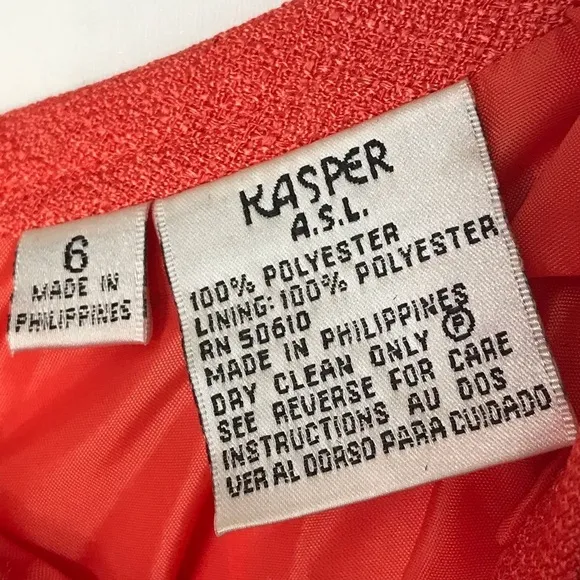 6
MADE IN
PHILIPPINES
KASPER
A.S.L.
100% POLYESTER
LINING: 100% POLYESTER
RN 50610
MADE IN PHILIPPINES
DRY CLEAN ONLY Ⓟ
SEE REVERSE FOR CARE
INSTRUCTIONS AU DOS
VER AL DORSO PARA CUIDADO